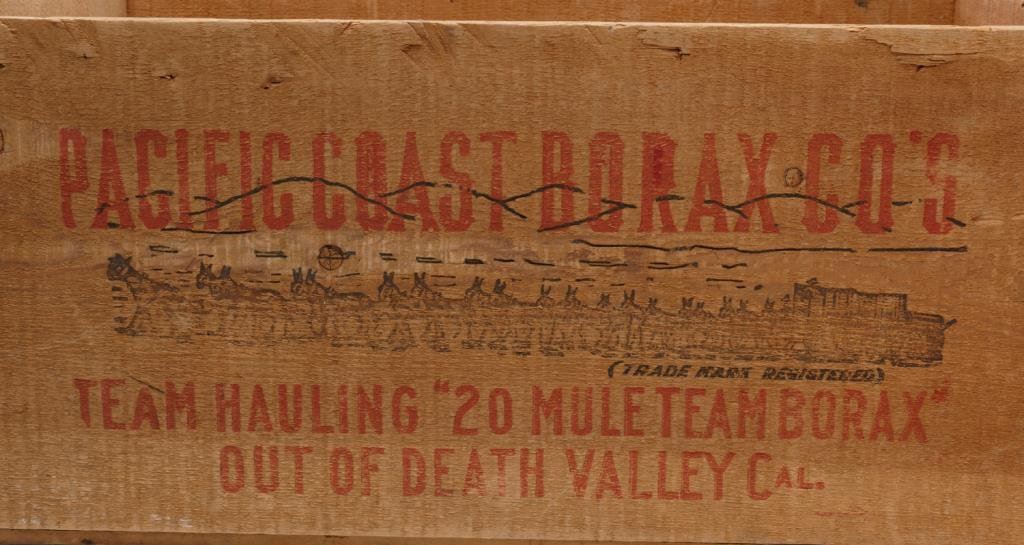 PACIFIC COAST BORAX CO'S
(TRADE MARK REGISTERED)
TEAM HAULING "20 MULE TEAM BORAX"
OUT OF DEATH VALLEY CAL.